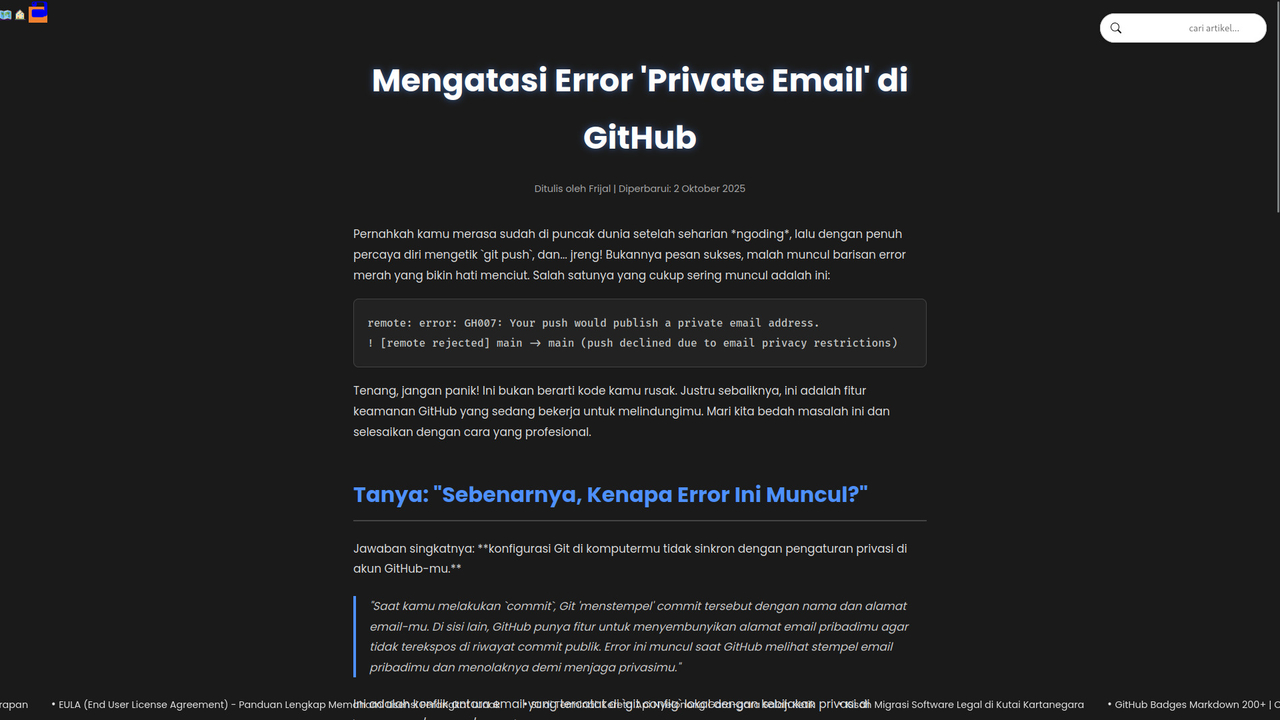 cari artikel...
Mengatasi Error 'Private Email' di
GitHub
Ditulis oleh Frijal | Diperbarui: 2 Oktober 2025
Pernahkah kamu merasa sudah di puncak dunia setelah seharian *ngoding*, lalu dengan penuh
percaya diri mengetik `git push`, dan... jreng! Bukannya pesan sukses, malah muncul barisan error
merah yang bikin hati menciut. Salah satunya yang cukup sering muncul adalah ini:
remote: error: GH007: Your push would publish a private email address.
! [remote rejected] main -> main (push declined due to email privacy restrictions)
Tenang, jangan panik! Ini bukan berarti kode kamu rusak. Justru sebaliknya, ini adalah fitur
keamanan GitHub yang sedang bekerja untuk melindungimu. Mari kita bedah masalah ini dan
selesaikan dengan cara yang profesional.
Tanya: "Sebenarnya, Kenapa Error Ini Muncul?"
Jawaban singkatnya: **konfigurasi Git di komputermu tidak sinkron dengan pengaturan privasi di
akun GitHub-mu.**
"Saat kamu melakukan `commit`, Git 'menstempel' commit tersebut dengan nama dan alamat
email-mu. Di sisi lain, GitHub punya fitur untuk menyembunyikan alamat email pribadimu agar
tidak terekspos di riwayat commit publik. Error ini muncul saat GitHub melihat stempel email
pribadimu dan menolaknya demi menjaga privasimu."
rapan • EULA (End User License Agreement) - Panduan Lengkap • Migrasi Software Legal di Kutai Kartanegara • GitHub Badges Markdown 200+ |